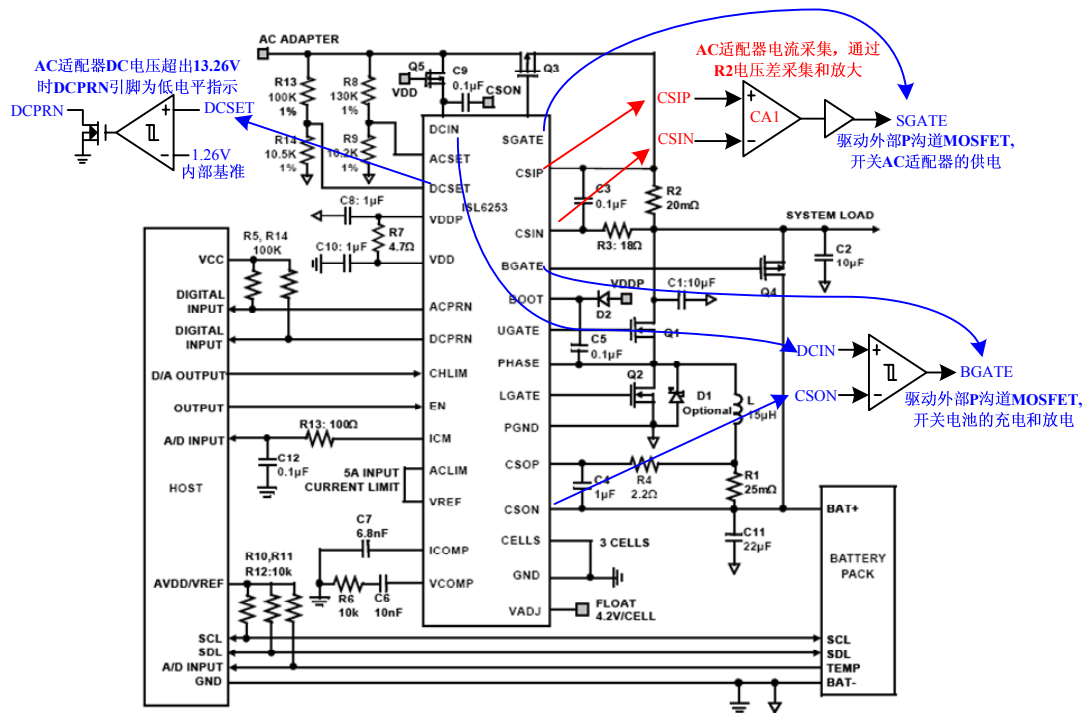 AC适配器DC电压超出13.26V
时DCPRN引脚为低电平指示
DCPRN
DCSET
1.26V
内部基准
+
−
AC ADAPTER
R13
100K
1%
R8
130K
1%
R14
10.5K
1%
R9
10.2K
1%
Q5
VDD
C9
0.1μF
CSON
Q3
AC适配器电流采集，通过
R2电压差采集和放大
CSIP
CSIN
+
−
CA1
SGATE
驱动外部P沟道MOSFET,
开关AC适配器的供电
DCIN
ACSET
DCSET
ISL6253
VDDP
VDD
ACPRN
DCPRN
CHLIM
EN
ICM
ACLIM
VREF
ICOMP
VCOMP
SGATE
CSIP
CSIN
BGATE
BOOT
UGATE
PHASE
LGATE
PGND
CSOP
CSON
CELLS
GND
VADJ
C8: 1μF
R7
4.7Ω
C10: 1μF
C3
0.1μF
R2
20mΩ
R3: 18Ω
SYSTEM LOAD
C2
10μF
Q4
VDDP
D2
C1:10μF
C5
0.1μF
Q1
Q2
D1
Optional
L
15μH
C4
1μF
R4
2.2Ω
R1
25mΩ
C11
22μF
3 CELLS
FLOAT
4.2V/CELL
DCIN
CSON
+
−
BGATE
驱动外部P沟道MOSFET,
开关电池的充电和放电
R5, R14
100K
VCC
DIGITAL
INPUT
DIGITAL
INPUT
D/A OUTPUT
OUTPUT
A/D INPUT
R13: 100Ω
C12
0.1μF
HOST
5A INPUT
CURRENT LIMIT
C7
6.8nF
R6
10k
C6
10nF
R10,R11
R12:10k
AVDD/VREF
SCL
SDL
A/D INPUT
GND
BAT+
BATTERY
PACK
SCL
SDL
TEMP
BAT-